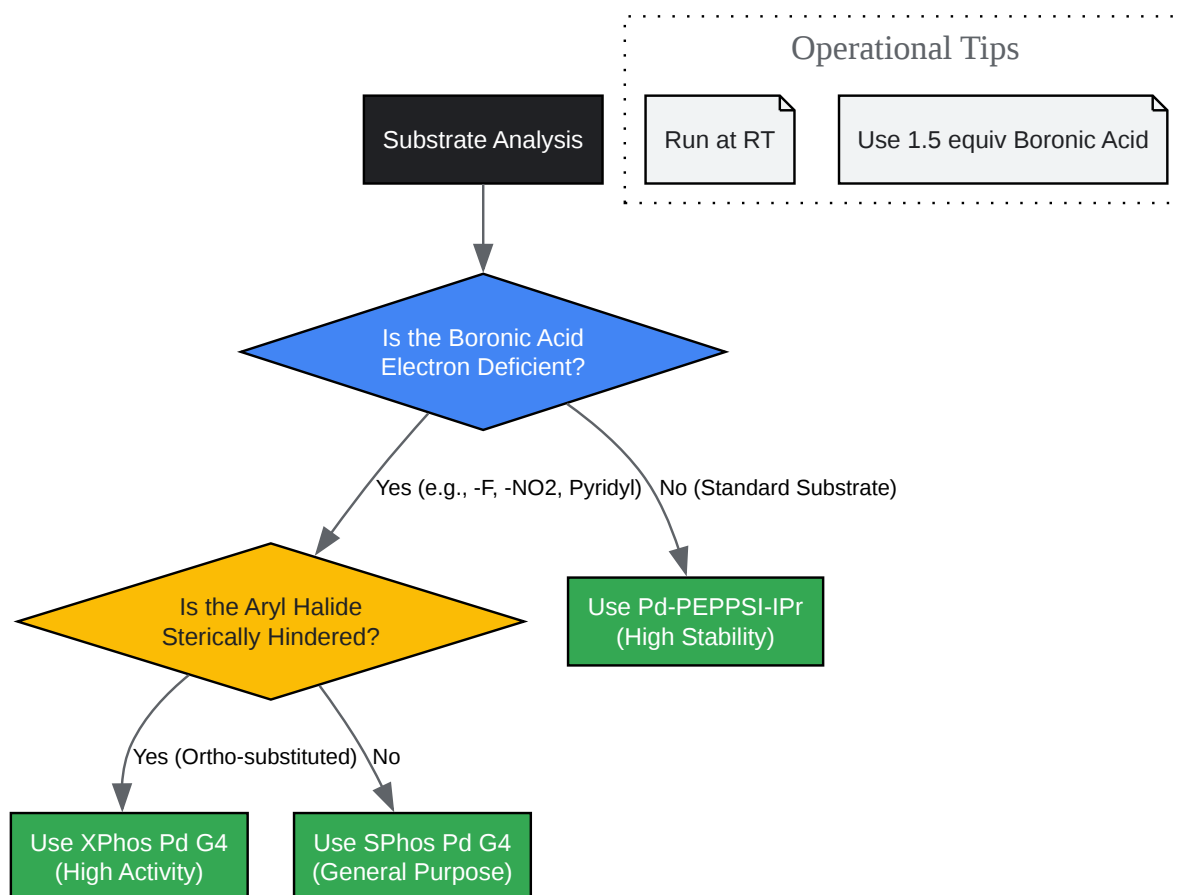 Operational Tips
Substrate Analysis
Run at RT
Use 1.5 equiv Boronic Acid
Is the Boronic Acid
Electron Deficient?
Yes (e.g., -F, -NO2, Pyridyl)
No (Standard Substrate)
Is the Aryl Halide
Sterically Hindered?
Use Pd-PEPPSI-IPr
(High Stability)
Yes (Ortho-substituted)
No
Use XPhos Pd G4
(High Activity)
Use SPhos Pd G4
(General Purpose)